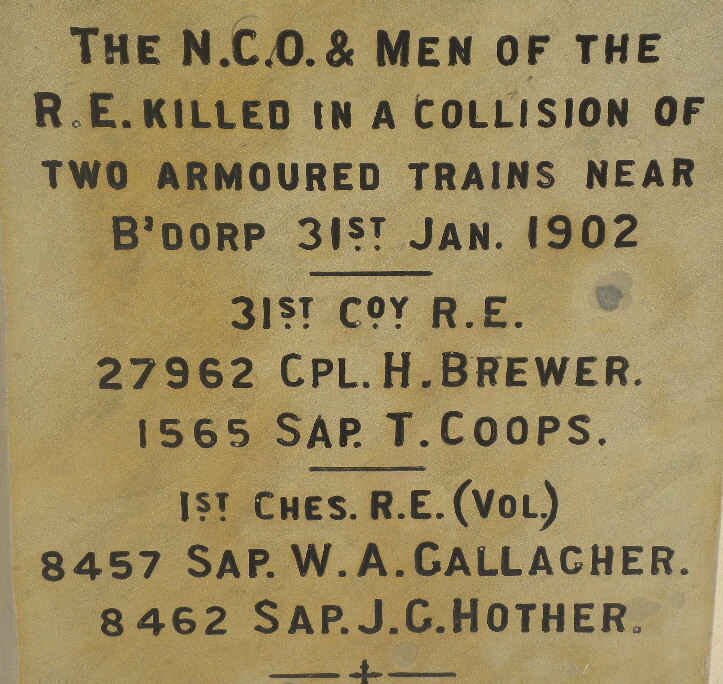 THE N.C.O. & MEN OF THE
R.E. KILLED IN A COLLISION OF
TWO ARMOURED TRAINS NEAR
B'DORP 31ST JAN. 1902
31ST COY R.E.
27962 CPL. H. BREWER.
1565 SAP. T. COOPS.
1ST CHES. R.E. (VOL.)
8457 SAP. W. A. GALLAGHER.
8462 SAP. J. G. HOTHER.